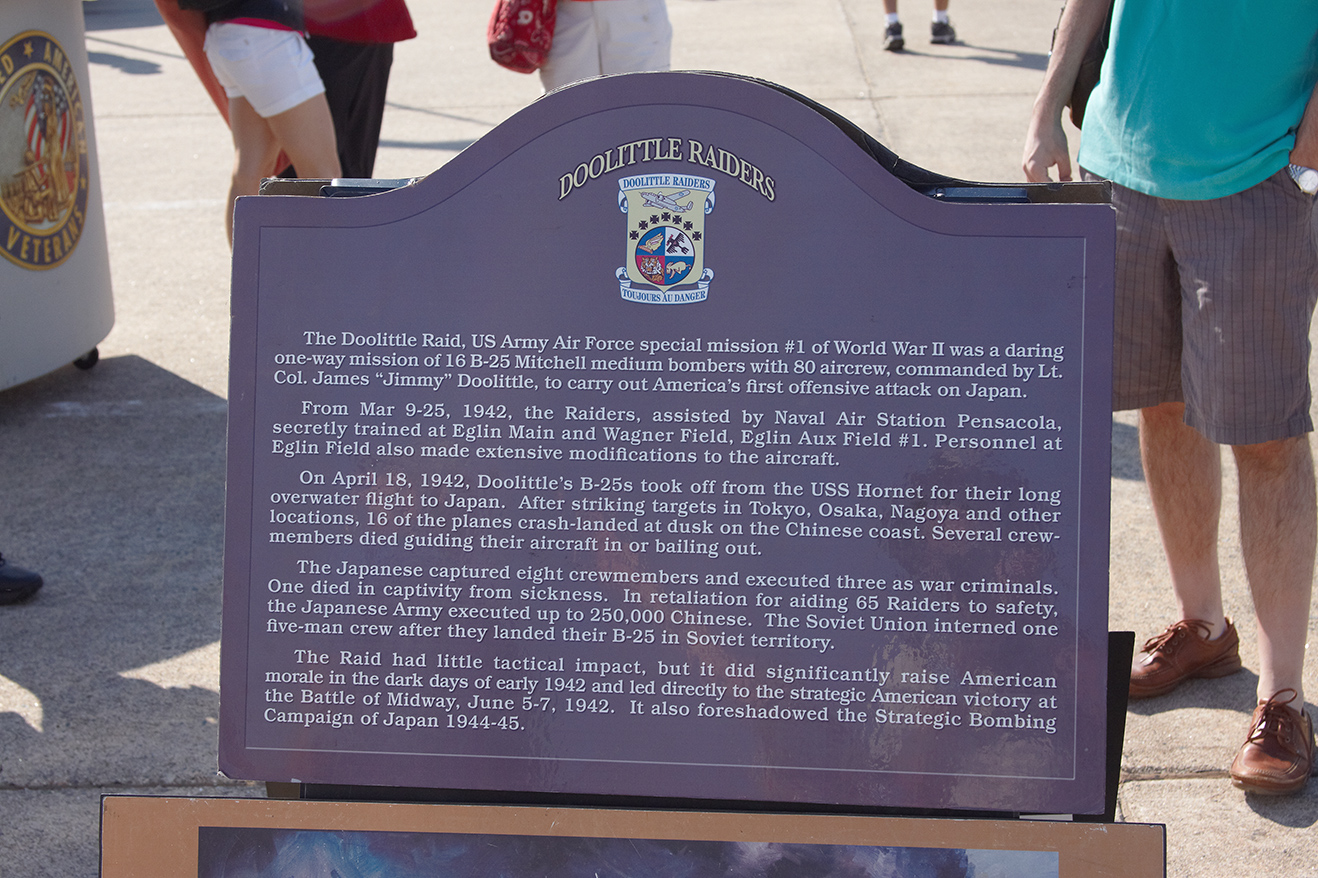 AMERICAN
VETERANS
DOOLITTLE RAIDERS
DOOLITTLE RAIDERS
TOUJOURS AU DANGER
The Doolittle Raid, US Army Air Force special mission #1 of World War II was a daring
one-way mission of 16 B-25 Mitchell medium bombers with 80 aircrew, commanded by Lt.
Col. James “Jimmy” Doolittle, to carry out America’s first offensive attack on Japan.
From Mar 9-25, 1942, the Raiders, assisted by Naval Air Station Pensacola,
secretly trained at Eglin Main and Wagner Field, Eglin Aux Field #1. Personnel at
Eglin Field also made extensive modifications to the aircraft.
On April 18, 1942, Doolittle’s B-25s took off from the USS Hornet for their long
overwater flight to Japan. After striking targets in Tokyo, Osaka, Nagoya and other
locations, 16 of the planes crash-landed at dusk on the Chinese coast. Several crew-
members died guiding their aircraft in or bailing out.
The Japanese captured eight crewmembers and executed three as war criminals.
One died in captivity from sickness. In retaliation for aiding 65 Raiders to safety,
the Japanese Army executed up to 250,000 Chinese. The Soviet Union interned one
five-man crew after they landed their B-25 in Soviet territory.
The Raid had little tactical impact, but it did significantly raise American
morale in the dark days of early 1942 and led directly to the strategic American victory at
the Battle of Midway, June 5-7, 1942. It also foreshadowed the Strategic Bombing
Campaign of Japan 1944-45.